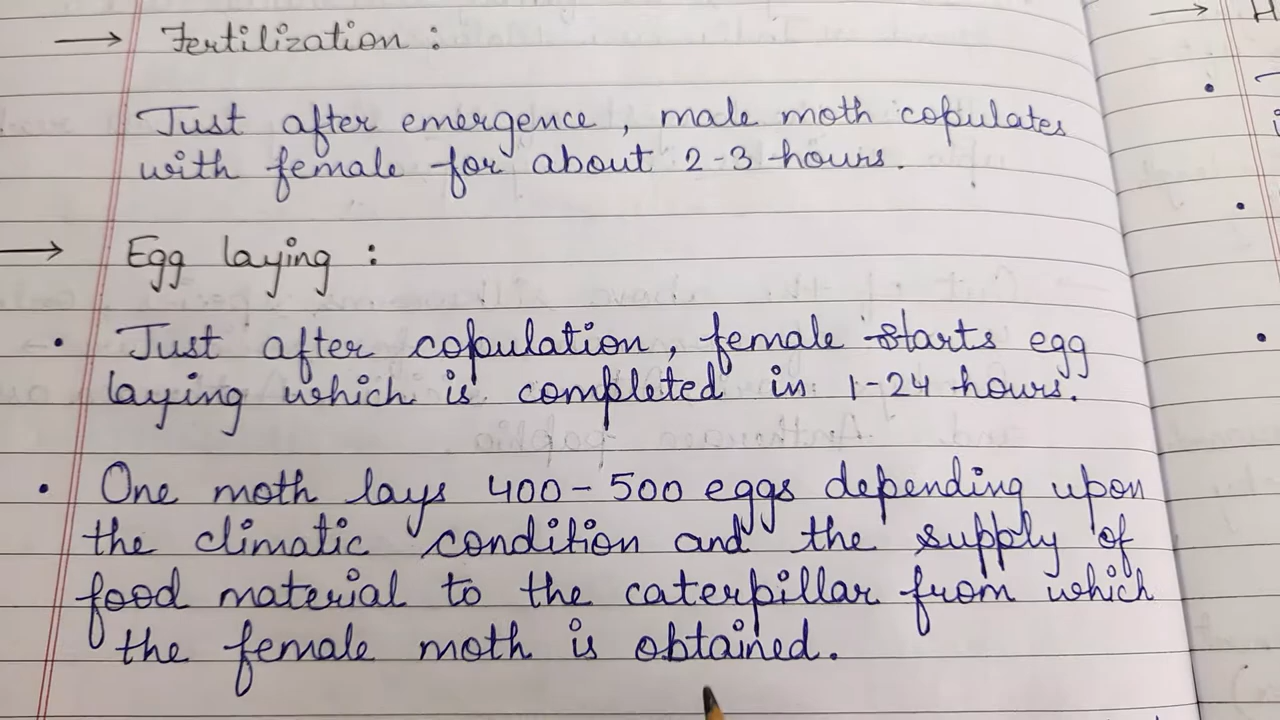 → Fertilization :
Just after emergence, male moth copulates
with female for about 2-3 hours.
→ Egg laying :
• Just after copulation, female starts egg
laying which is completed in 1-24 hours.
• One moth lays 400-500 eggs depending upon
the climatic condition and the supply of
food material to the caterpillar from which
the female moth is obtained.